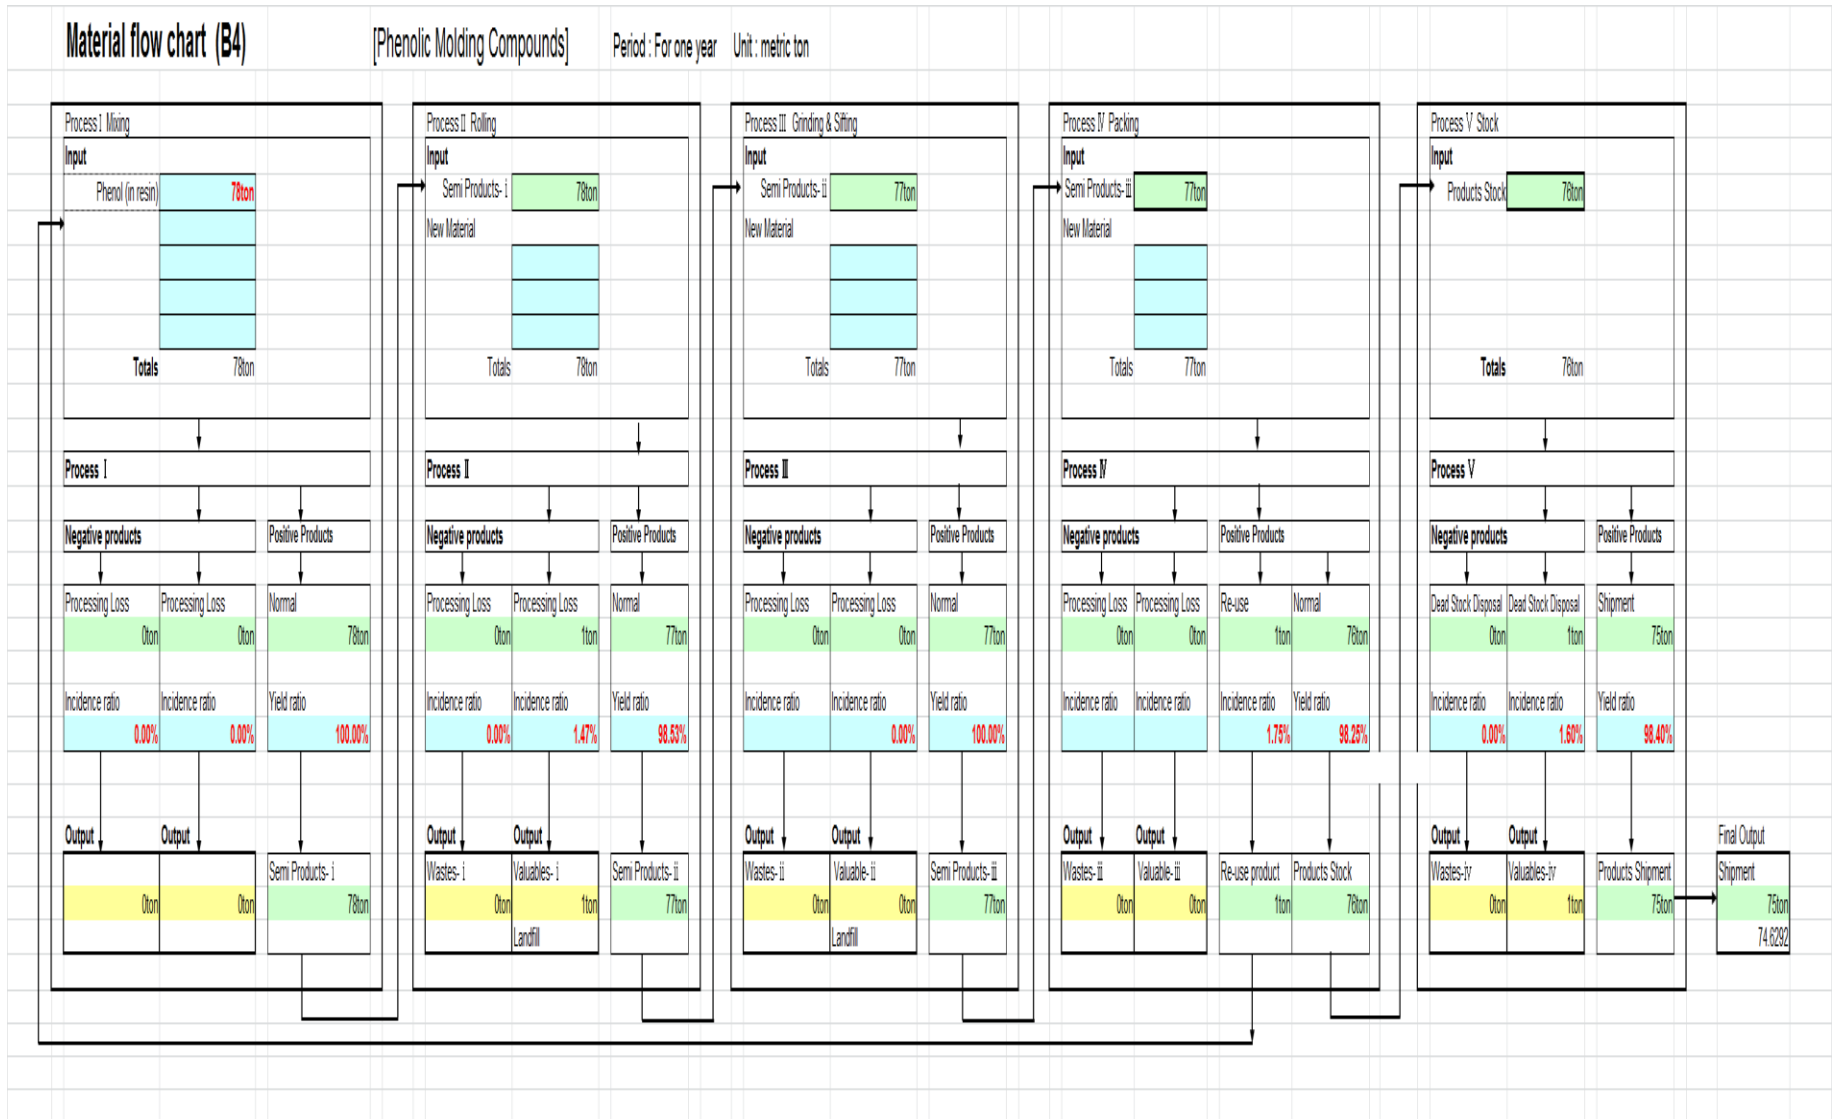 Material flow chart (B4) [Phenolic Molding Compounds] Period : For one year Unit : metric ton
Process Ⅰ Mixing
Input
Phenol (in resin) 78ton
Totals 78ton
Process Ⅰ
Negative products Positive Products
Processing Loss Processing Loss Normal
0ton 0ton 78ton
Incidence ratio Incidence ratio Yield ratio
0.00% 0.00% 100.00%
Output Output
Semi Products- ⅰ
0ton 0ton 78ton
Process Ⅱ Rolling
Input
Semi Products- ⅰ 78ton
New Material
Totals 78ton
Process Ⅱ
Negative products Positive Products
Processing Loss Processing Loss Normal
0ton 1ton 77ton
Incidence ratio Incidence ratio Yield ratio
0.00% 1.47% 98.53%
Output Output
Wastes- ⅰ Valuables- ⅰ Semi Products- ⅱ
0ton 1ton 77ton
Landfill
Process Ⅲ Grinding & Sifting
Input
Semi Products- ⅱ 77ton
New Material
Totals 77ton
Process Ⅲ
Negative products Positive Products
Processing Loss Processing Loss Normal
0ton 0ton 77ton
Incidence ratio Incidence ratio Yield ratio
0.00% 100.00%
Output Output
Wastes- ⅱ Valuable- ⅱ Semi Products- ⅲ
0ton 0ton 77ton
Landfill
Process Ⅳ Packing
Input
Semi Products- ⅲ 77ton
New Material
Totals 77ton
Process Ⅳ
Negative products Positive Products
Processing Loss Processing Loss Re-use Normal
0ton 0ton 1ton 76ton
Incidence ratio Incidence ratio Incidence ratio Yield ratio
1.75% 98.25%
Output Output
Wastes- ⅲ Valuable- ⅲ Re-use product Products Stock
0ton 0ton 1ton 76ton
Process Ⅴ Stock
Input
Products Stock 76ton
Totals 76ton
Process Ⅴ
Negative products Positive Products
Dead Stock Disposal Dead Stock Disposal Shipment
0ton 1ton 75ton
Incidence ratio Incidence ratio Yield ratio
0.00% 1.60% 98.40%
Output Output
Wastes-ⅳ Valuables-ⅳ Products Shipment
0ton 1ton 75ton
Final Output
Shipment
75ton
74.6292